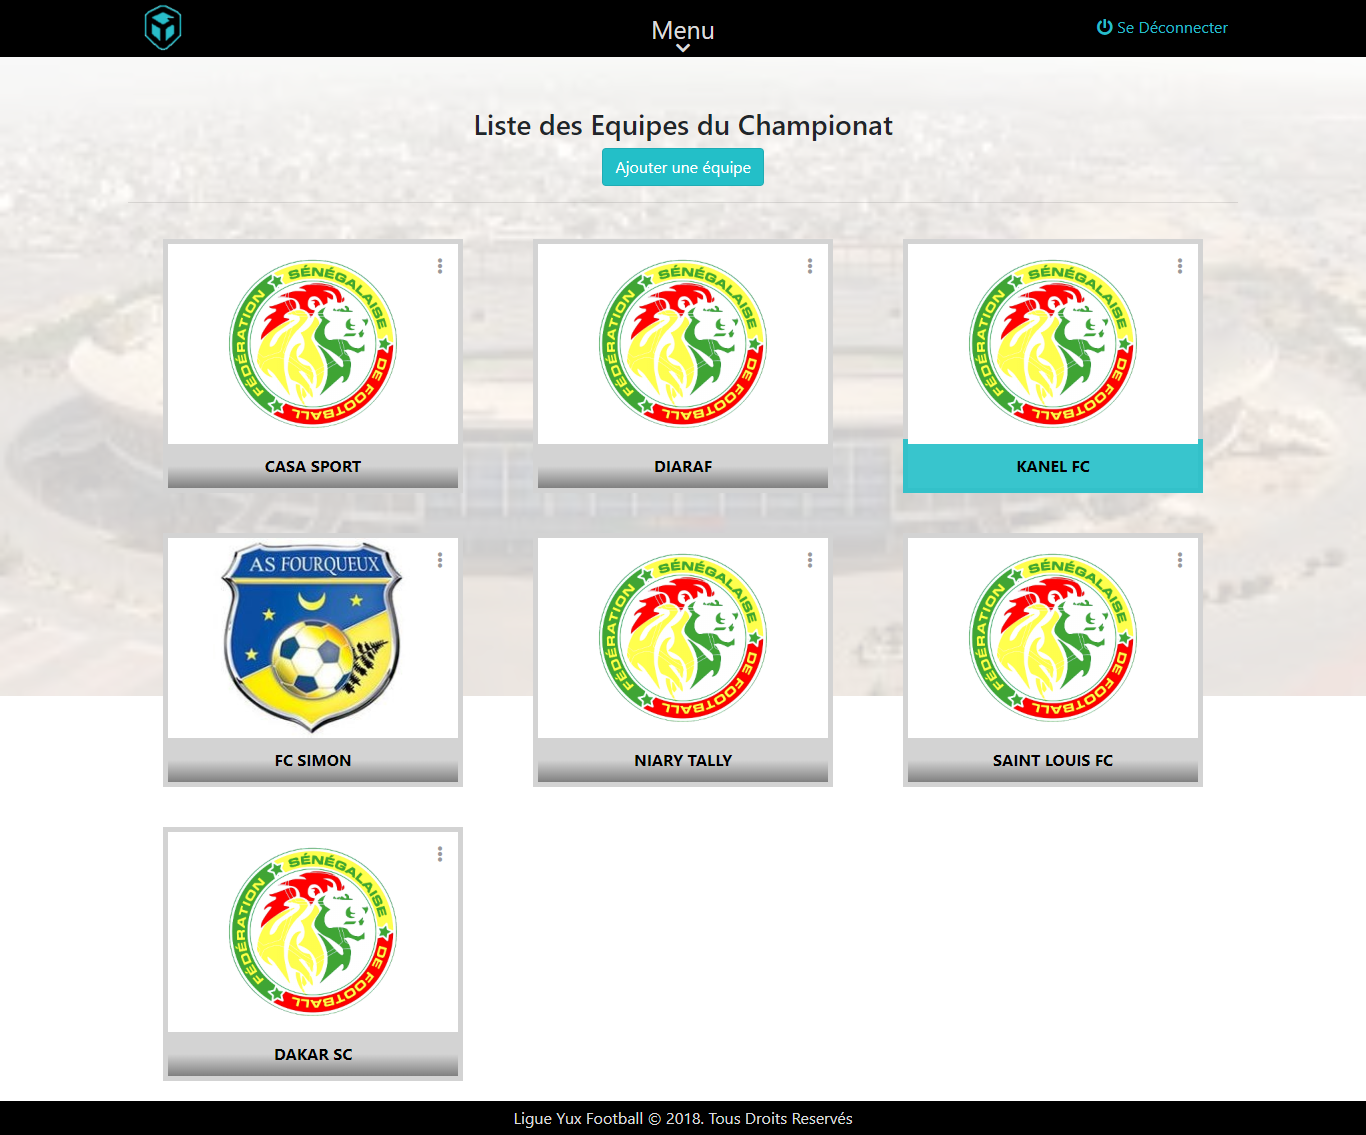 Menu
Se Déconnecter
Liste des Equipes du Championat
Ajouter une équipe
FÉDÉRATION SÉNÉGALAISE DE FOOTBALL
FÉDÉRATION SÉNÉGALAISE DE FOOTBALL
FÉDÉRATION SÉNÉGALAISE DE FOOTBALL
CASA SPORT
DIARAF
KANEL FC
AS FOURQUEUX
FÉDÉRATION SÉNÉGALAISE DE FOOTBALL
FÉDÉRATION SÉNÉGALAISE DE FOOTBALL
FC SIMON
NIARY TALLY
SAINT LOUIS FC
FÉDÉRATION SÉNÉGALAISE DE FOOTBALL
DAKAR SC
Ligue Yux Football © 2018. Tous Droits Reservés